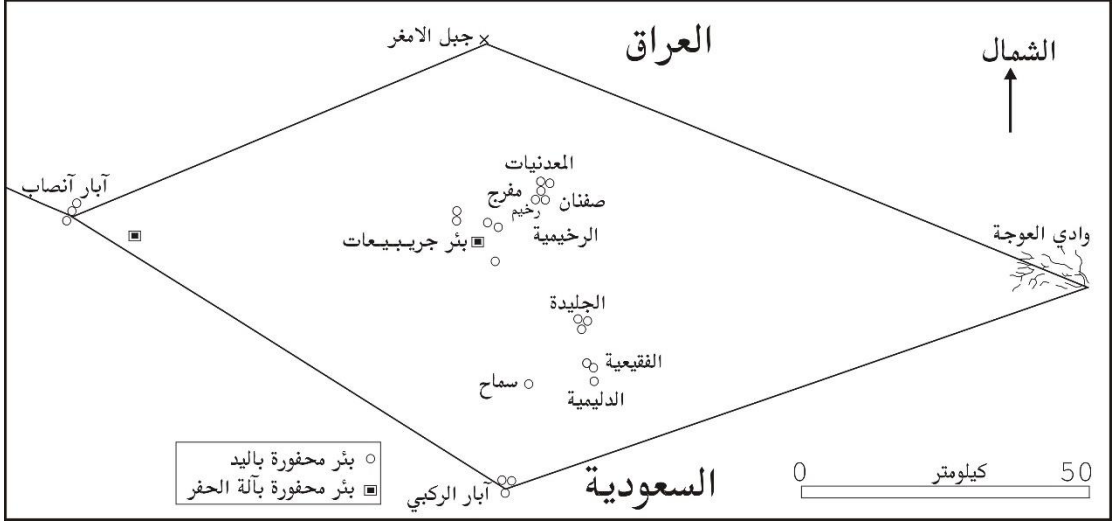 جبل الامغر
العراق
الشمال
المعدنيات
آبار آنصاب
مفرج
صفنان
رخيم
الرخيمية
وادي العوجة
بئر جريبيعات
الجليدة
الفقيعية
سماح
الدليمية
بئر محفورة باليد
بئر محفورة بآلة الحفر
آبار الركبي
السعودية
0 كيلومتر 50